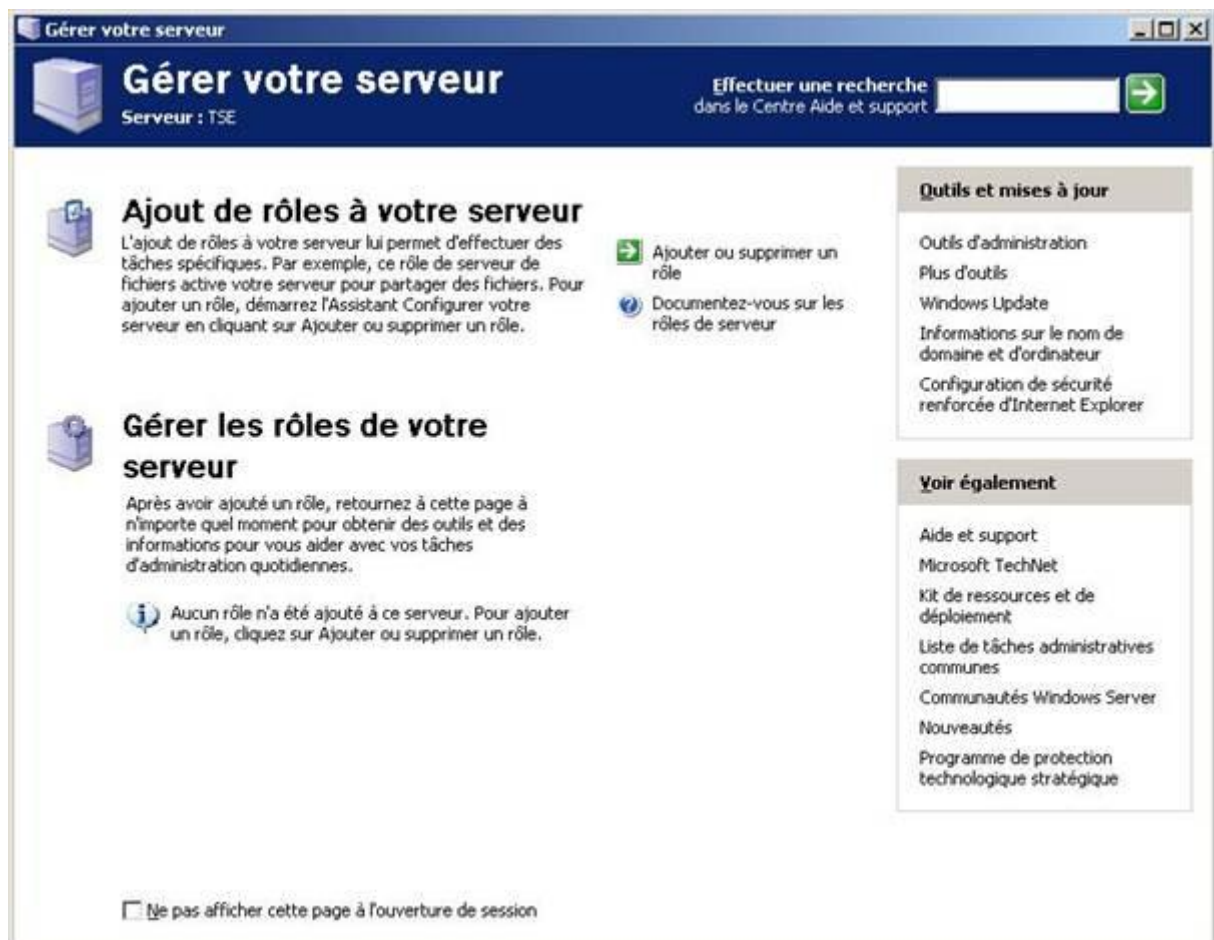 Gérer votre serveur
Gérer votre serveur
Serveur : TSE
Effectuer une recherche
dans le Centre Aide et support
Ajout de rôles à votre serveur
L'ajout de rôles à votre serveur lui permet d'effectuer des
tâches spécifiques. Par exemple, ce rôle de serveur de
fichiers active votre serveur pour partager des fichiers. Pour
ajouter un rôle, démarrez l'Assistant Configurer votre
serveur en cliquant sur Ajouter ou supprimer un rôle.
Ajouter ou supprimer un
rôle
Documentez-vous sur les
rôles de serveur
Gérer les rôles de votre
serveur
Après avoir ajouté un rôle, retournez à cette page à
n'importe quel moment pour obtenir des outils et des
informations pour vous aider avec vos tâches
d'administration quotidiennes.
Aucun rôle n'a été ajouté à ce serveur. Pour ajouter
un rôle, cliquez sur Ajouter ou supprimer un rôle.
Outils et mises à jour
Outils d'administration
Plus d'outils
Windows Update
Informations sur le nom de
domaine et d'ordinateur
Configuration de sécurité
renforcée d'Internet Explorer
Voir également
Aide et support
Microsoft TechNet
Kit de ressources et de
déploiement
Liste de tâches administratives
communes
Communautés Windows Server
Nouveautés
Programme de protection
technologique stratégique
Ne pas afficher cette page à l'ouverture de session